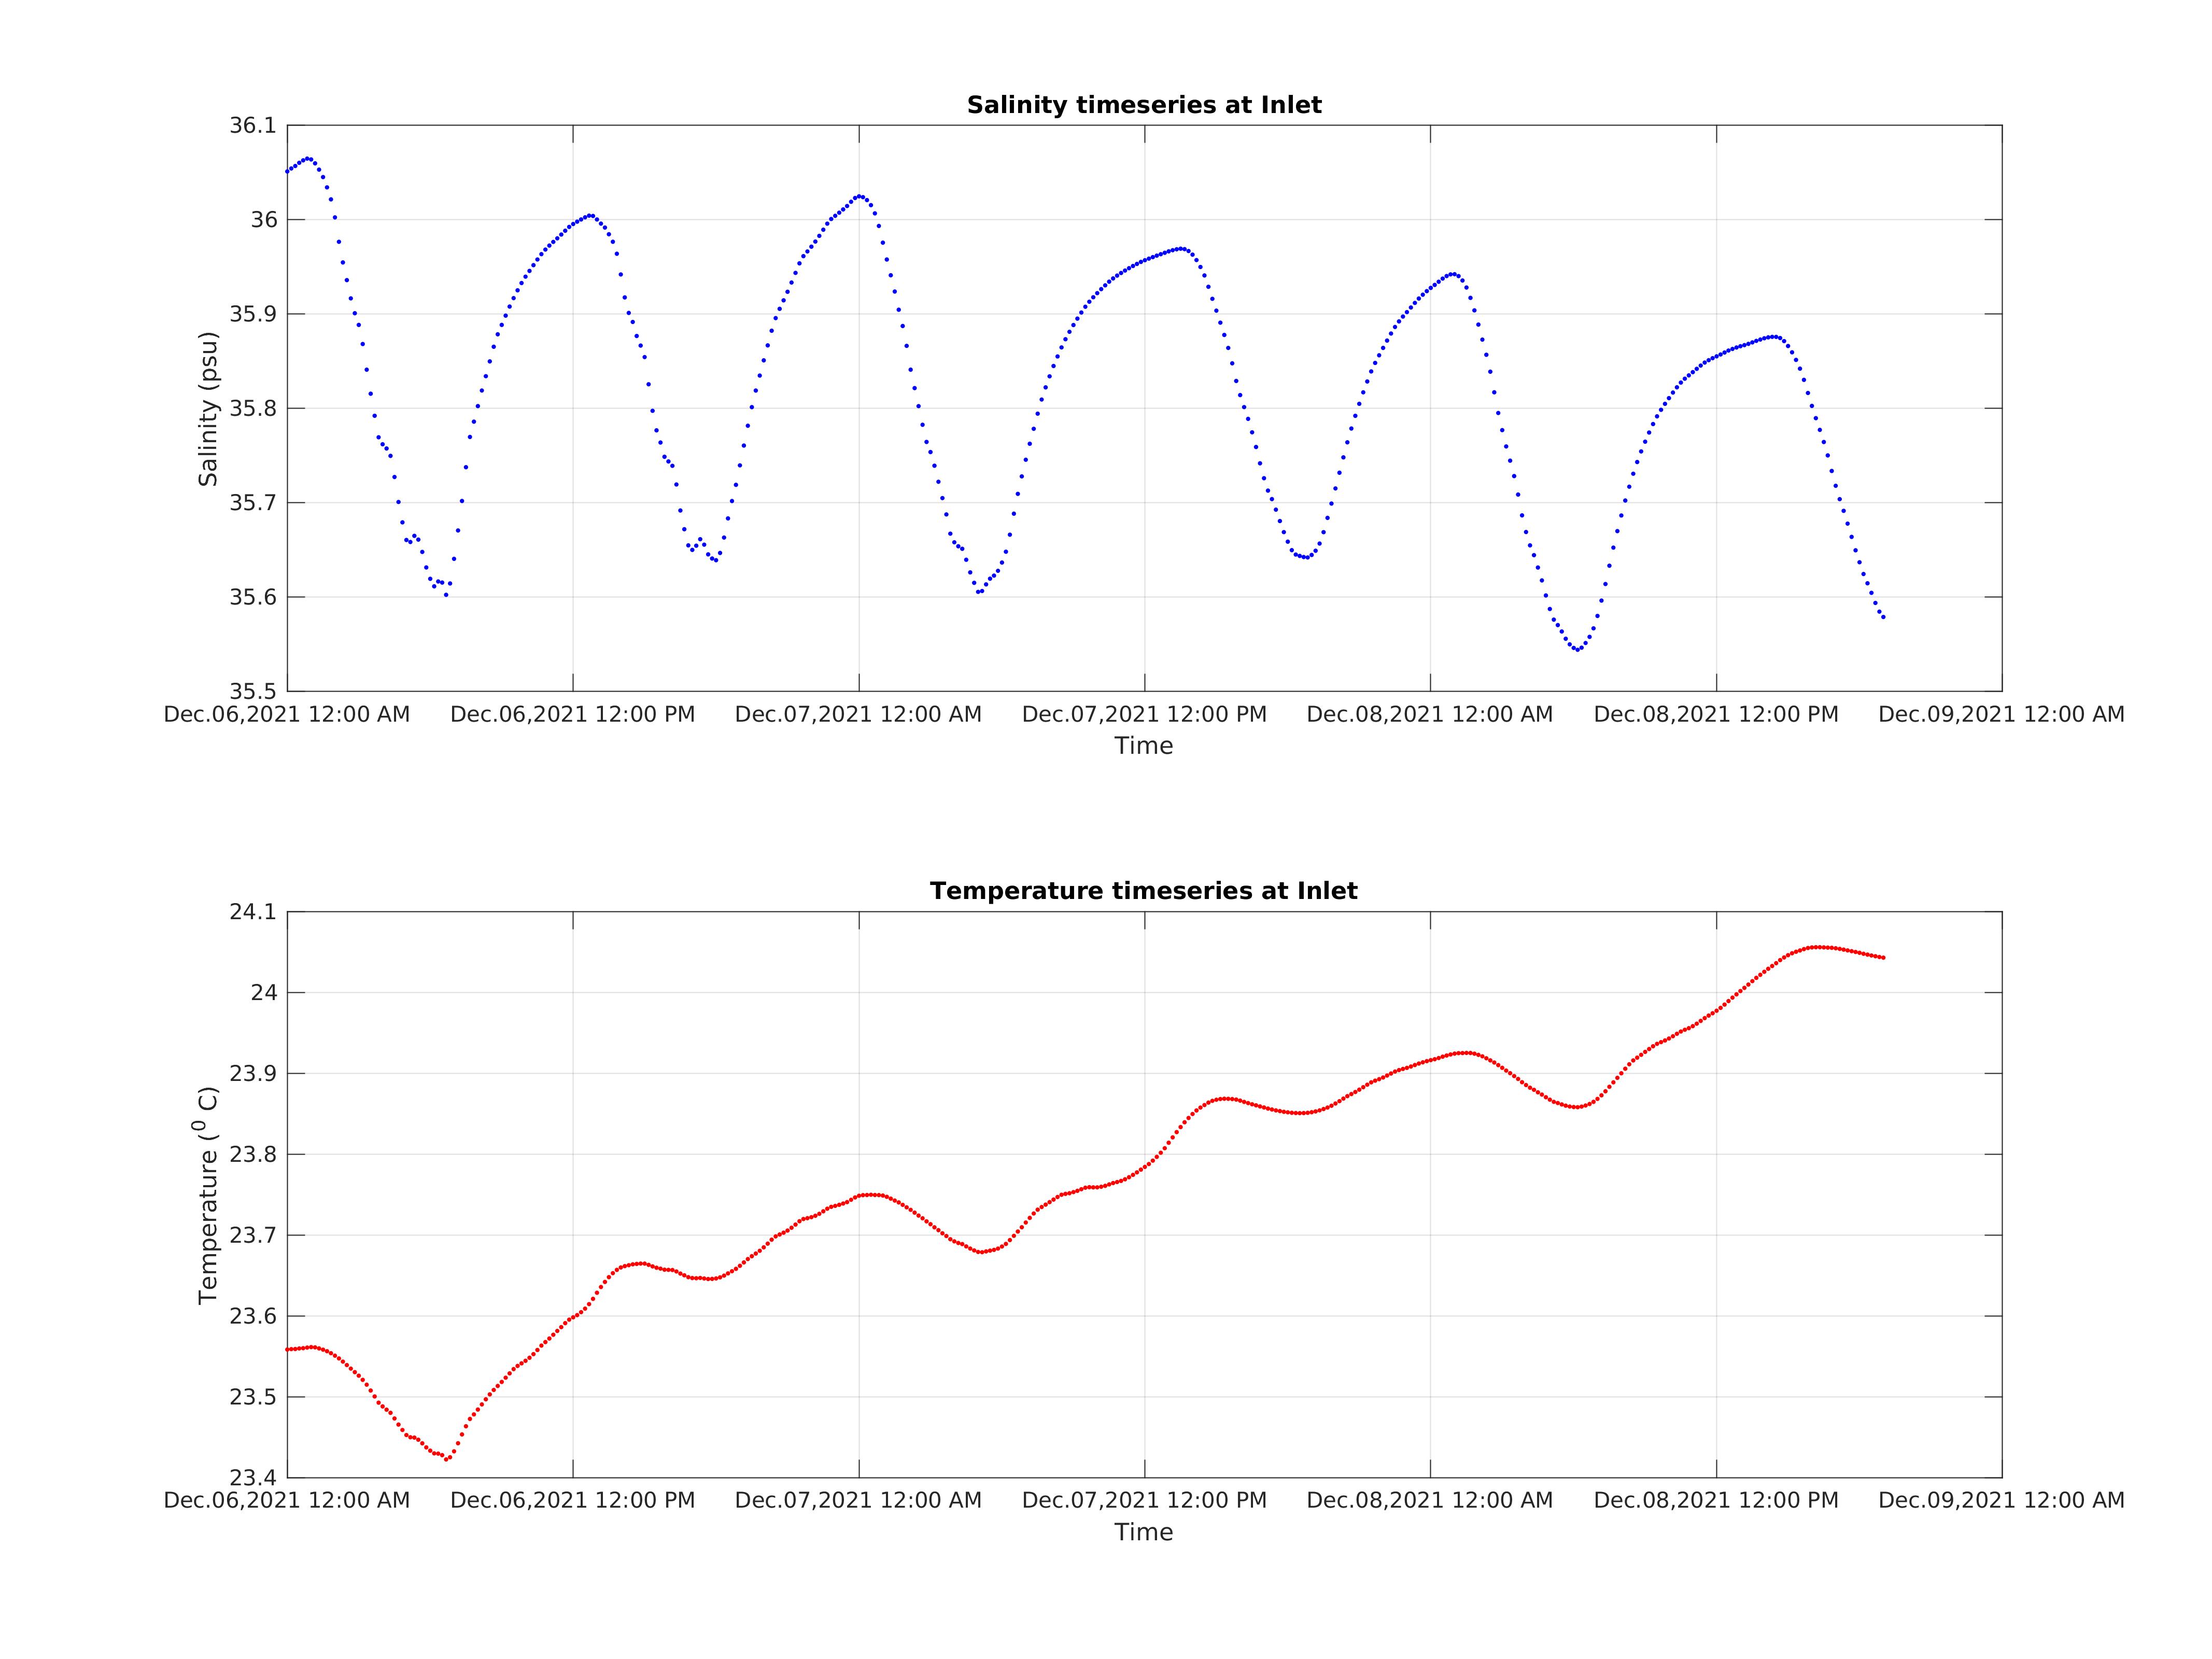 Salinity timeseries at Inlet
36.1
36
35.9
35.8
35.7
35.6
35.5
Salinity (psu)
Dec.06,2021 12:00 AM Dec.06,2021 12:00 PM Dec.07,2021 12:00 AM Dec.07,2021 12:00 PM Dec.08,2021 12:00 AM Dec.08,2021 12:00 PM Dec.09,2021 12:00 AM
Time
Temperature timeseries at Inlet
24.1
24
23.9
23.8
23.7
23.6
23.5
23.4
Temperature (⁰ C)
Dec.06,2021 12:00 AM Dec.06,2021 12:00 PM Dec.07,2021 12:00 AM Dec.07,2021 12:00 PM Dec.08,2021 12:00 AM Dec.08,2021 12:00 PM Dec.09,2021 12:00 AM
Time